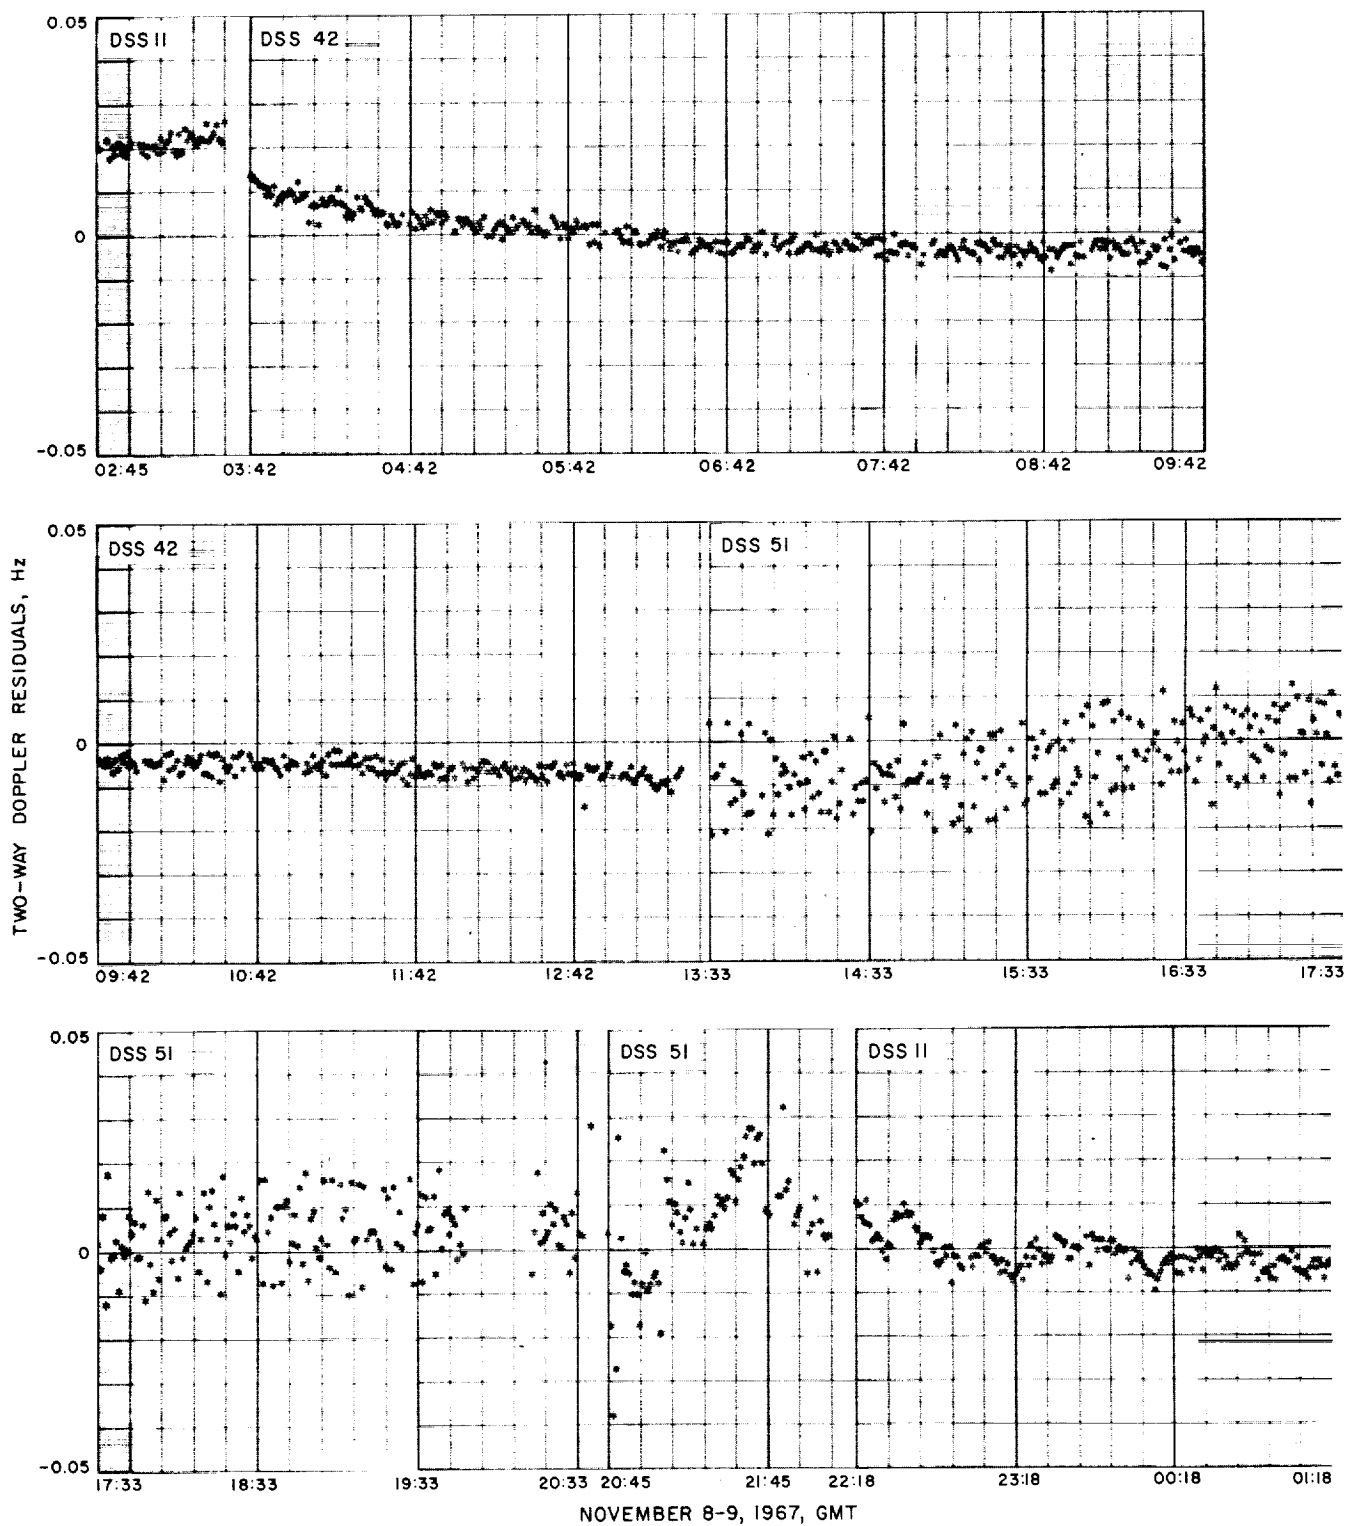 0.05
DSS 11
DSS 42
0
-0.05
02:45 03:42 04:42 05:42 06:42 07:42 08:42 09:42
TWO-WAY DOPPLER RESIDUALS, Hz
0.05
DSS 42
DSS 51
0
-0.05
09:42 10:42 11:42 12:42 13:33 14:33 15:33 16:33 17:33
0.05
DSS 51
DSS 51
DSS 11
0
-0.05
17:33 18:33 19:33 20:33 20:45 21:45 22:18 23:18 00:18 01:18
NOVEMBER 8-9, 1967, GMT